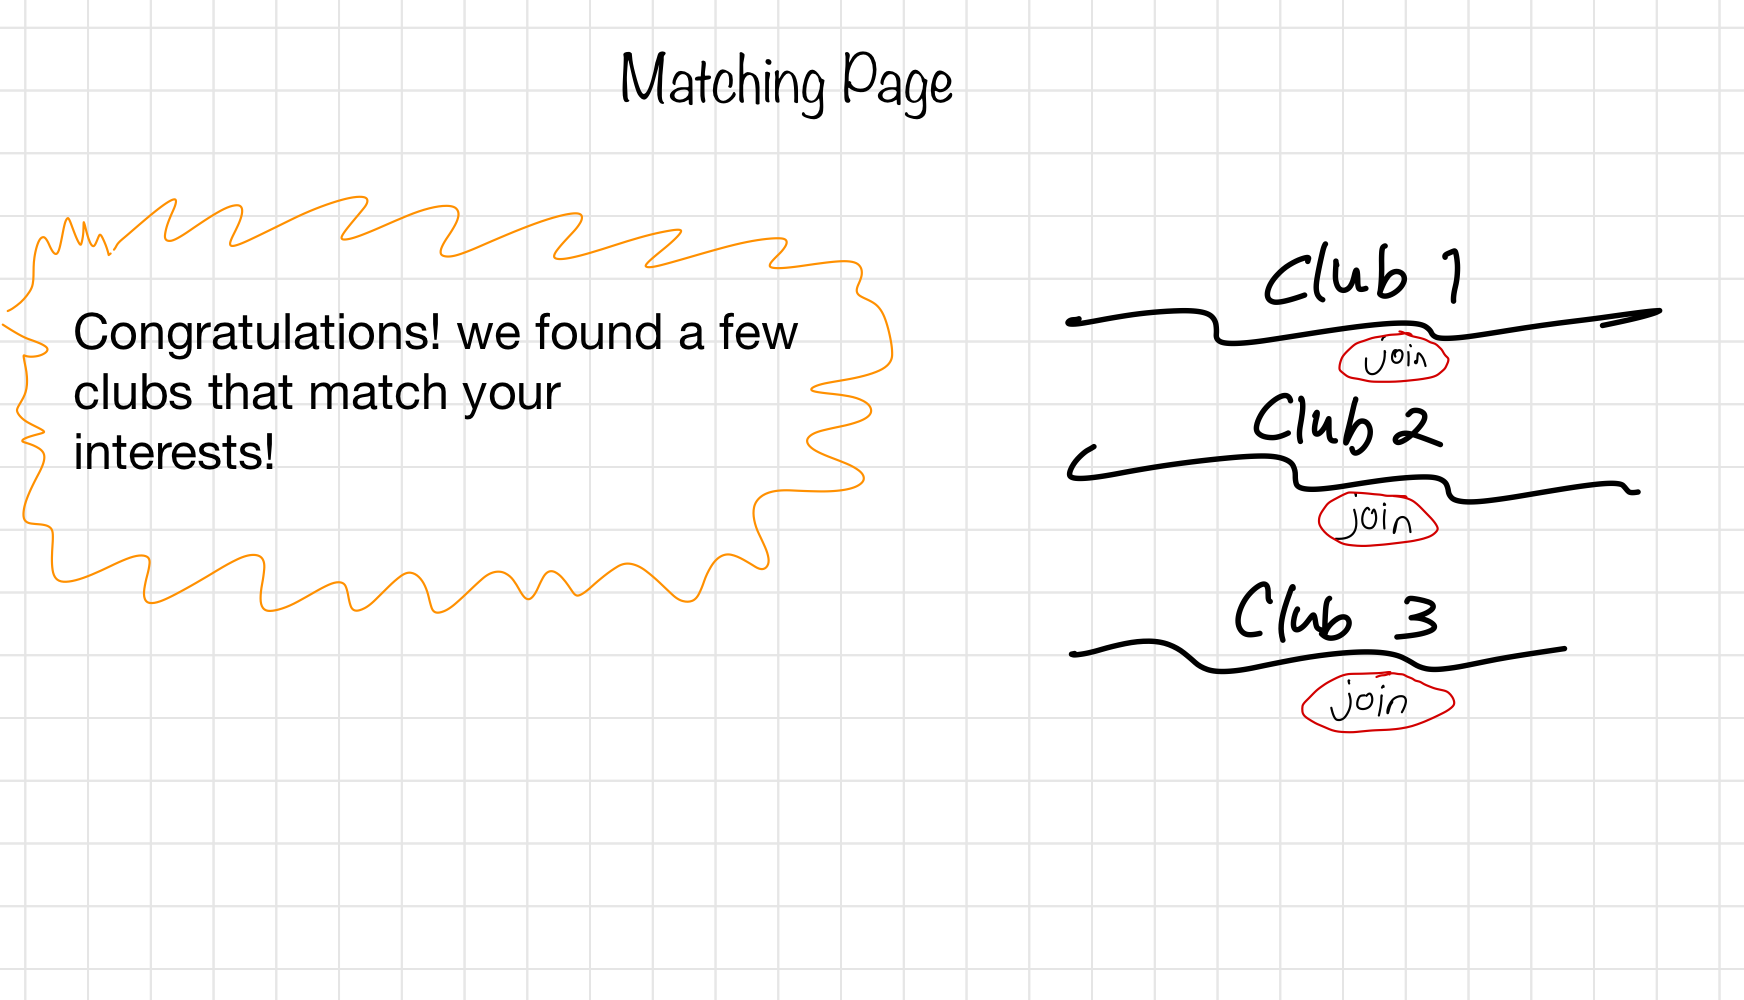 Matching Page
Congratulations! we found a few
clubs that match your
interests!
Club 1
join
Club 2
join
Club 3
join